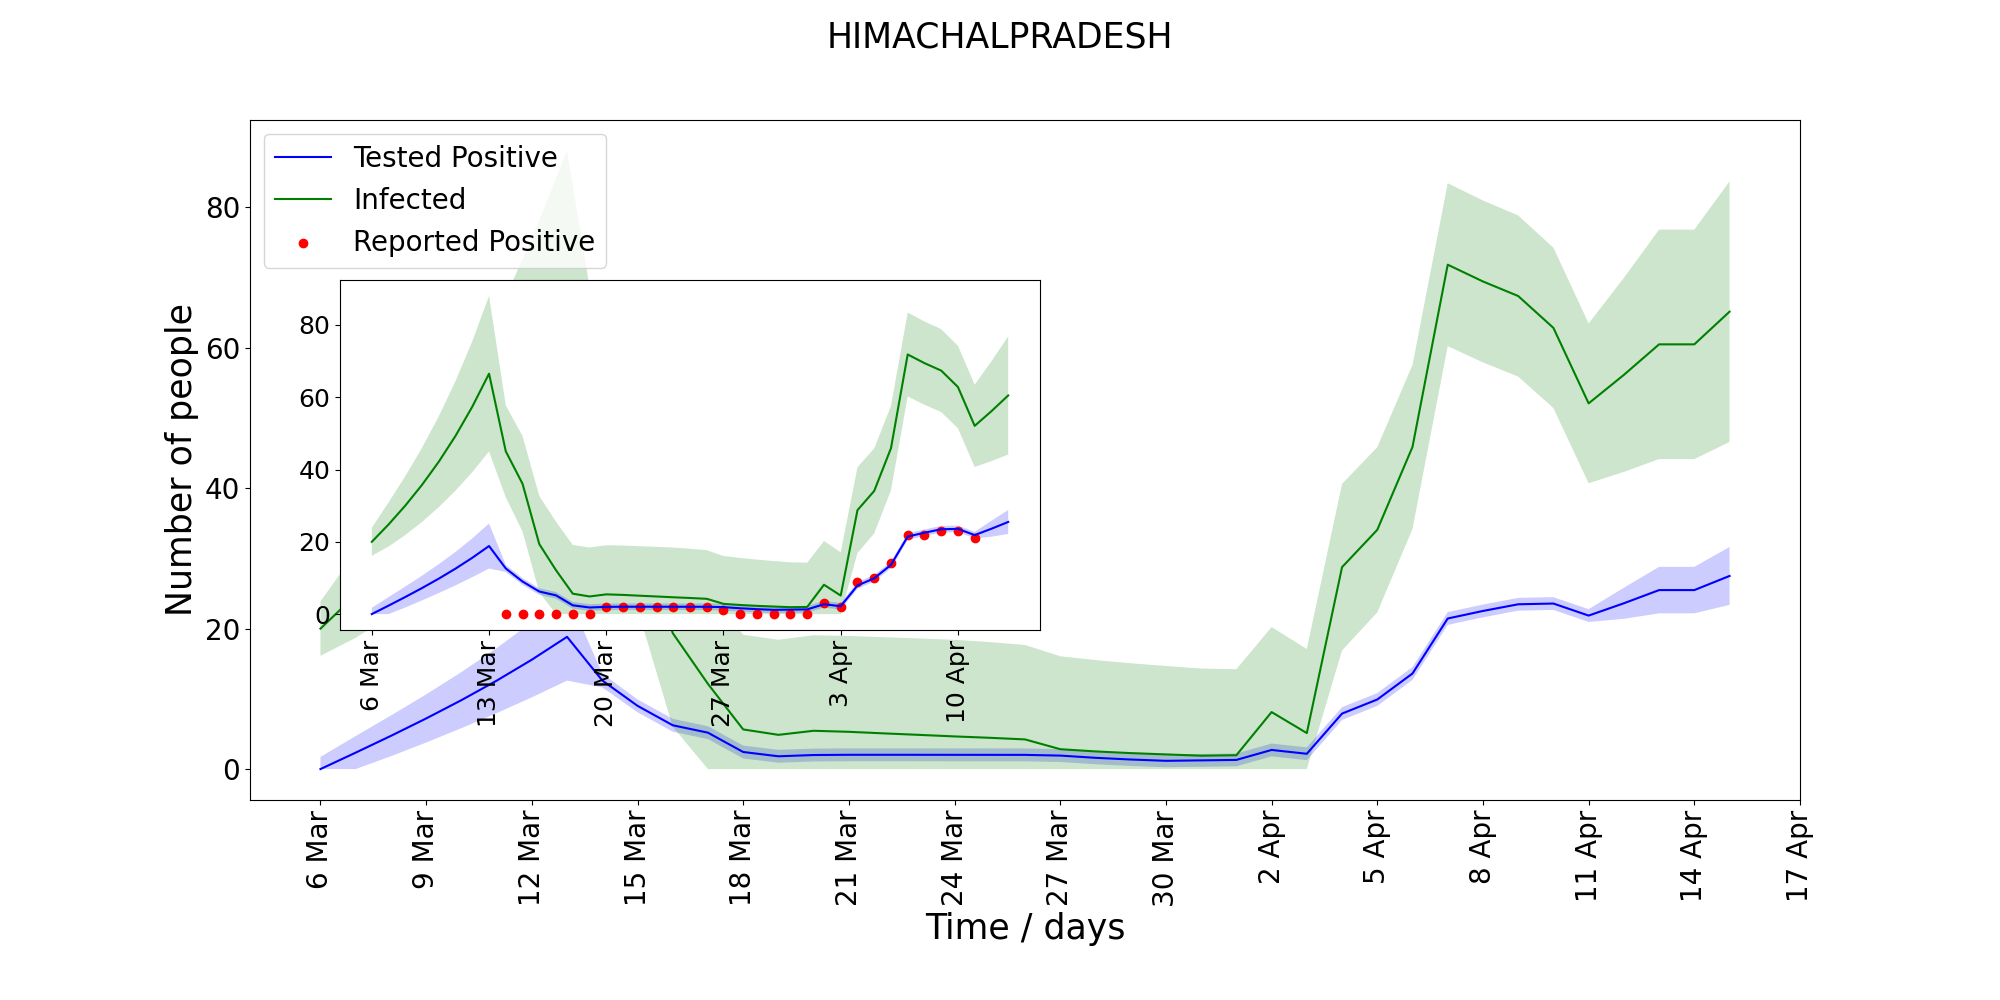 HIMACHALPRADESH
Tested Positive
Infected
Reported Positive
Number of people
80
60
40
20
0
80
60
40
20
0
6 Mar
13 Mar
20 Mar
27 Mar
3 Apr
10 Apr
6 Mar
9 Mar
12 Mar
15 Mar
18 Mar
21 Mar
24 Mar
27 Mar
30 Mar
2 Apr
5 Apr
8 Apr
11 Apr
14 Apr
17 Apr
Time / days